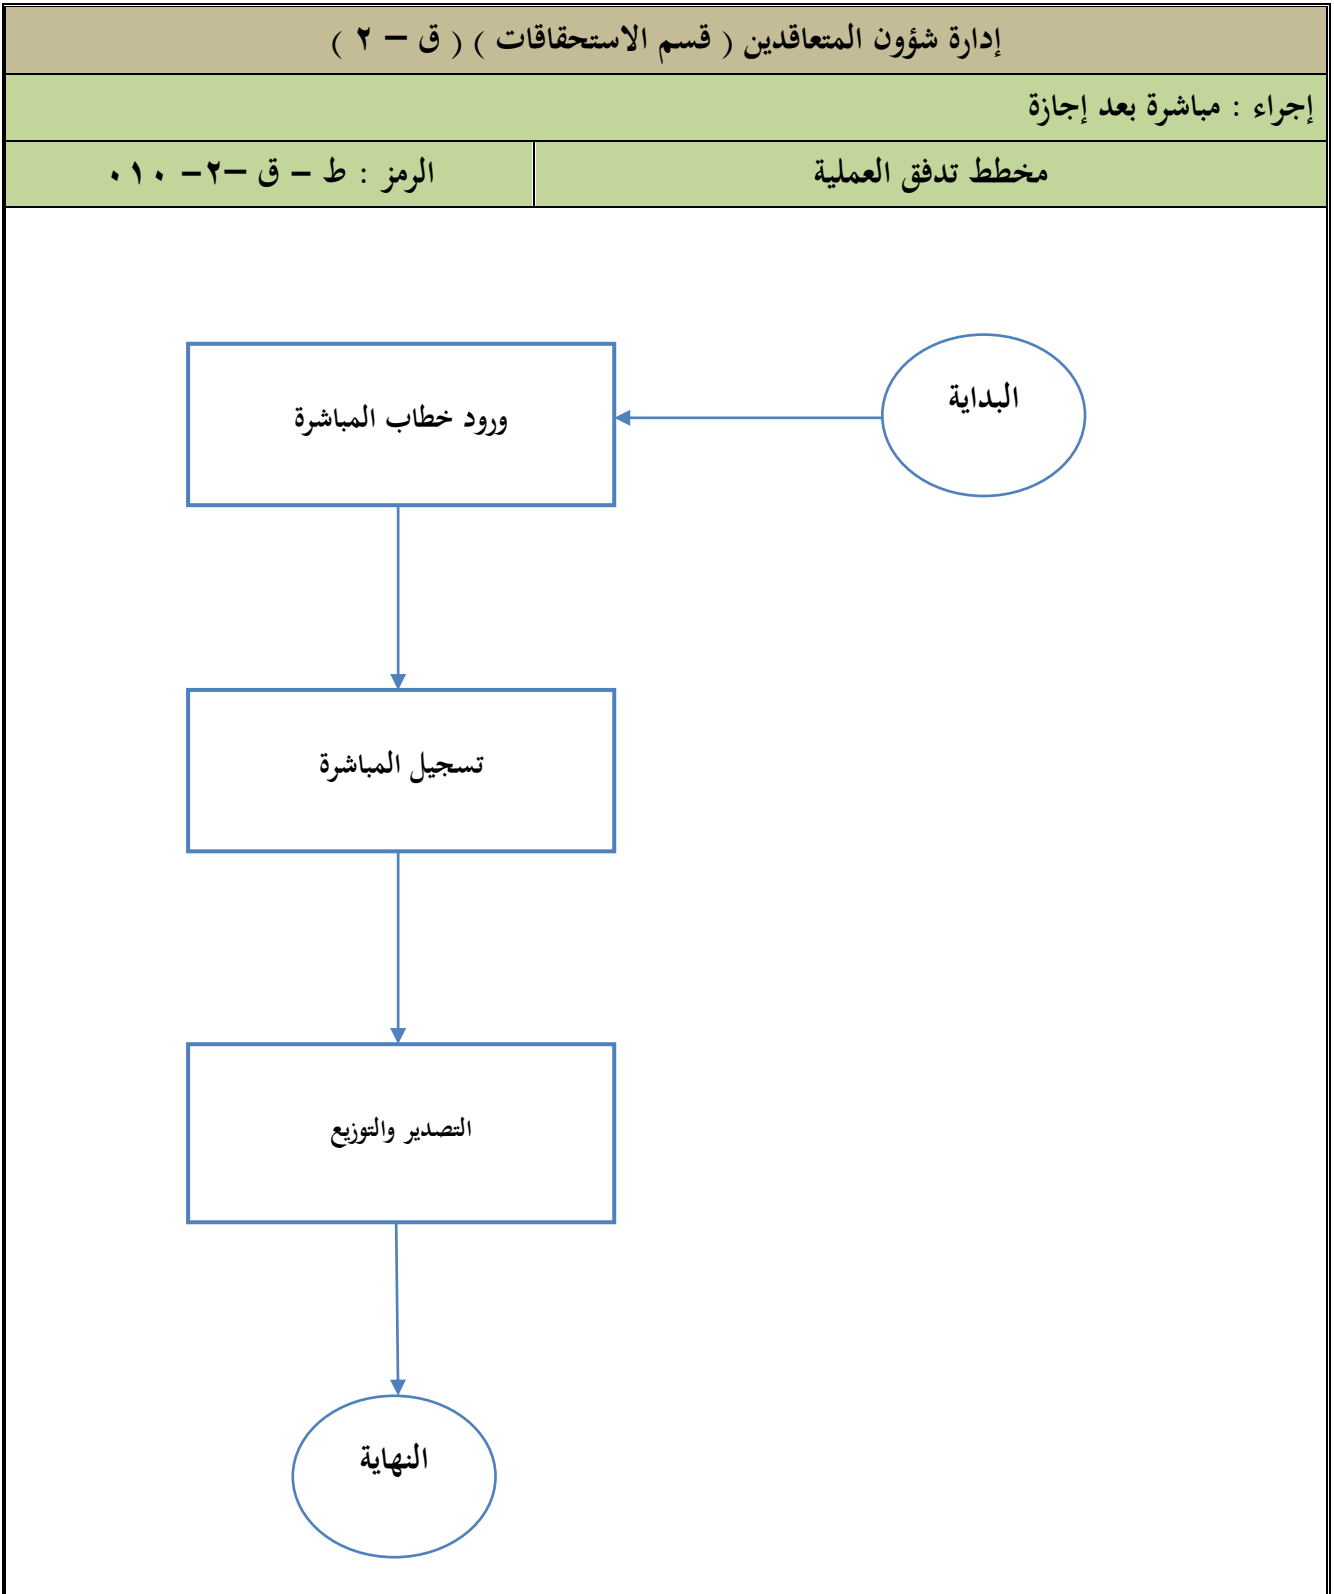 إدارة شؤون المتعاقدين ( قسم الاستحقاقات ) ( ق – ٢ )
إجراء : مباشرة بعد إجازة
مخطط تدفق العملية
الرمز : ط – ق –٢– ٠١٠
البداية
ورود خطاب المباشرة
تسجيل المباشرة
التصدير والتوزيع
النهاية